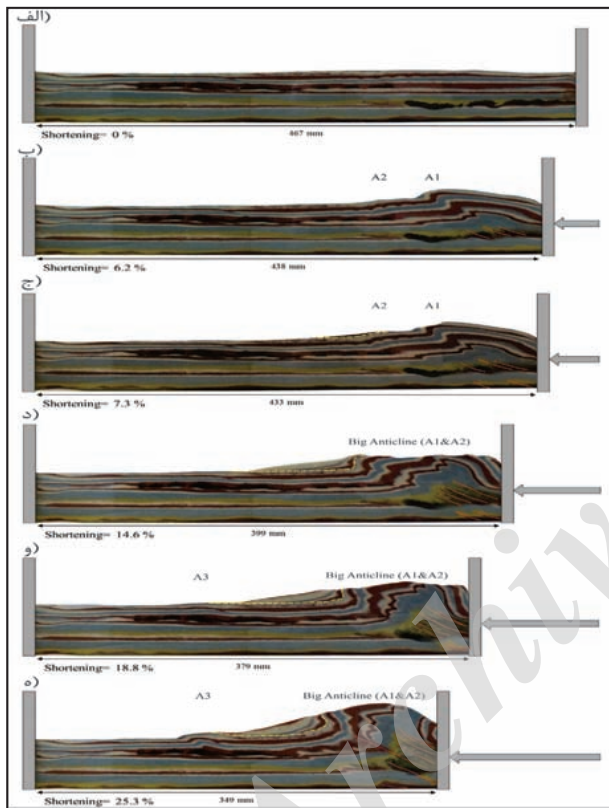 الف)
Shortening= 0 %
467 mm
ب)
A2 A1
Shortening= 6.2 %
438 mm
ج)
A2 A1
Shortening= 7.3 %
433 mm
د)
Big Anticline (A1&A2)
Shortening= 14.6 %
399 mm
و)
A3 Big Anticline (A1&A2)
Shortening= 18.8 %
379 mm
ه)
A3 Big Anticline (A1&A2)
Shortening= 25.3 %
349 mm
Archiv